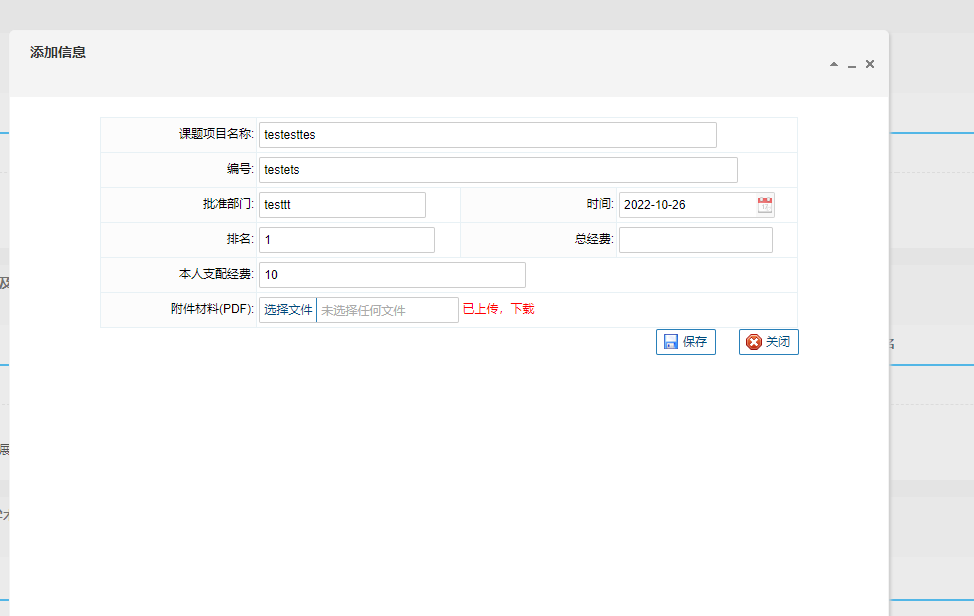 添加信息
课题项目名称: testesttes
编号: testets
批准部门: testtt 时间: 2022-10-26
排名: 1 总经费:
本人支配经费: 10
附件材料(PDF): 选择文件 未选择任何文件 已上传，下载
保存 关闭
及
名
展